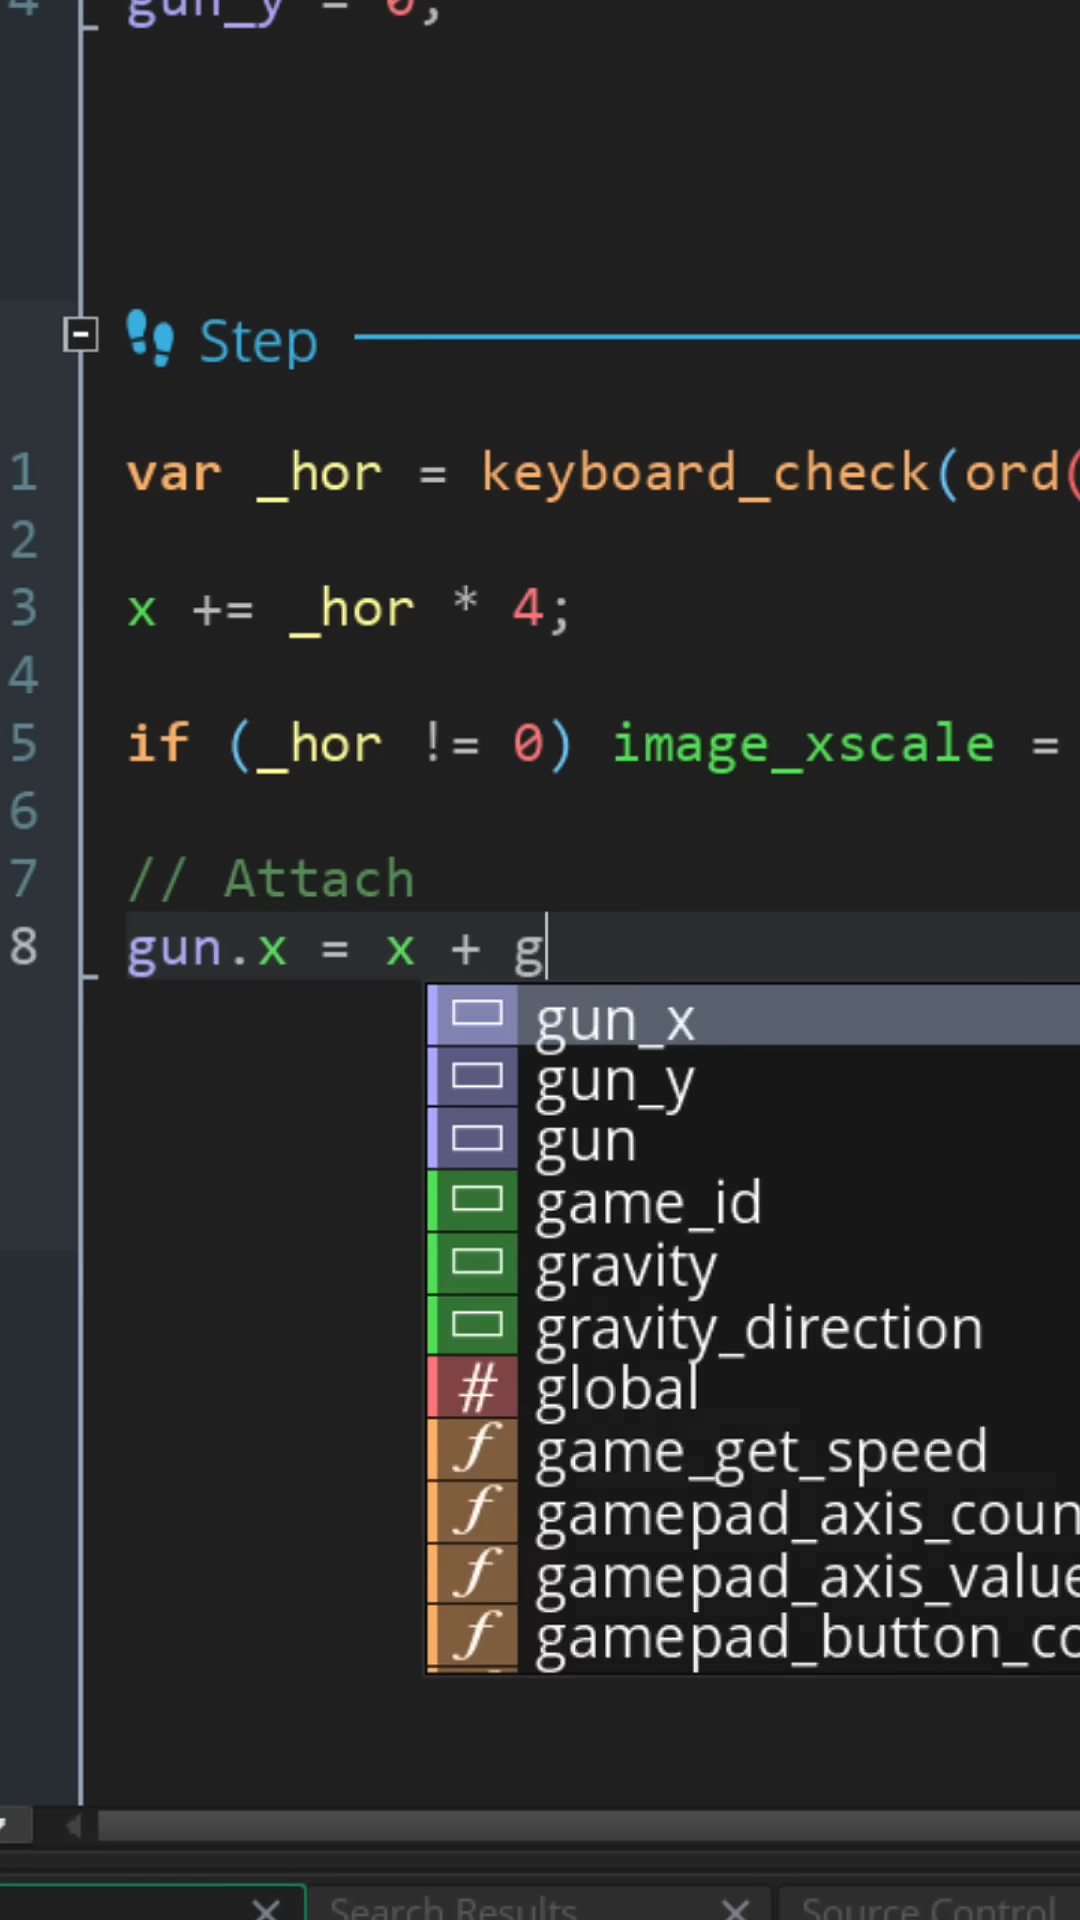 4 gun_y = 0;
Step
1 var _hor = keyboard_check(ord(
2
3 x += _hor * 4;
4
5 if (_hor != 0) image_xscale =
6
7 // Attach
8 gun.x = x + g
gun_x
gun_y
gun
game_id
gravity
gravity_direction
# global
f game_get_speed
f gamepad_axis_coun
f gamepad_axis_value
f gamepad_button_co
Search Results
Source Control